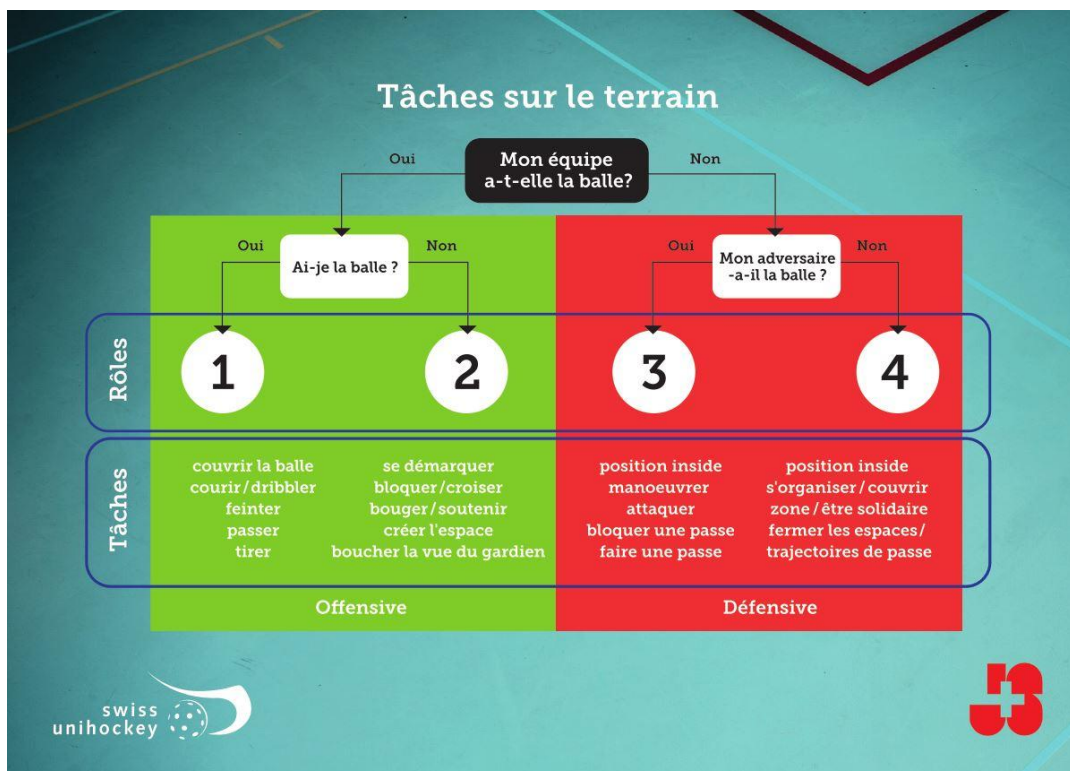 Tâches sur le terrain
Oui
Mon équipe
a-t-elle la balle?
Non
Oui
Ai-je la balle ?
Non
Oui
Mon adversaire
-a-il la balle ?
Non
Rôles
1
2
3
4
Tâches
couvrir la balle
courir/dribbler
feinter
passer
tirer
se démarquer
bloquer/croiser
bouger/soutenir
créer l'espace
boucher la vue du gardien
position inside
manoeuvrer
attaquer
bloquer une passe
faire une passe
position inside
s'organiser/couvrir
zone/être solidaire
fermer les espaces/
trajectoires de passe
Offensive
Défensive
swiss
unihockey